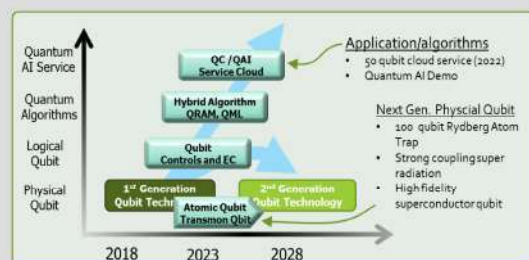 Quantum
AI Service
Quantum
Algorithms
Logical
Qubit
Physical
Qubit
QC /QAI
Service Cloud
Hybrid Algorithm
QRAM, QML
Qubit
Controls and EC
1st Generation
Qubit Techn
2nd Generation
Qubit Technology
Atomic Qubit
Transmon Qbit
2018
2023
2028
Application/algorithms
• 50 qubit cloud service (2022)
• Quantum AI Demo
Next Gen. Physcial Qubit
• 100 qubit Rydberg Atom
Trap
• Strong coupling super
radiation
• High fidelity
superconductor qubit